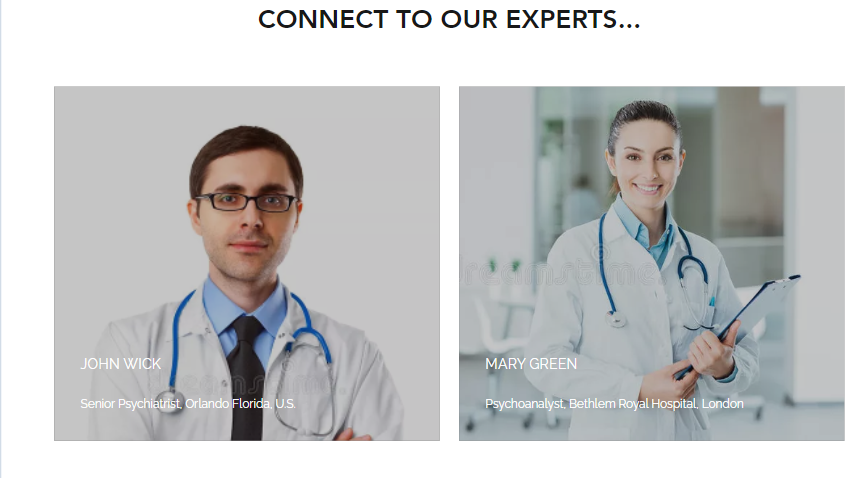 CONNECT TO OUR EXPERTS...
JOHN WICK
Senior Psychiatrist, Orlando Florida, U.S.
MARY GREEN
Psychoanalyst, Bethlem Royal Hospital, London